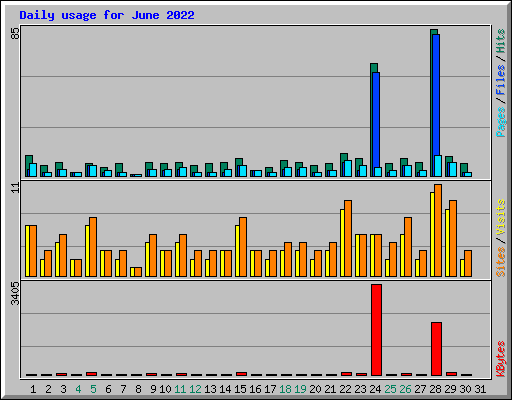 Daily usage for June 2022
85
Pages / Files / Hits
11
Sites / Visits
3405
KBytes
1 2 3 4 5 6 7 8 9 10 11 12 13 14 15 16 17 18 19 20 21 22 23 24 25 26 27 28 29 30 31